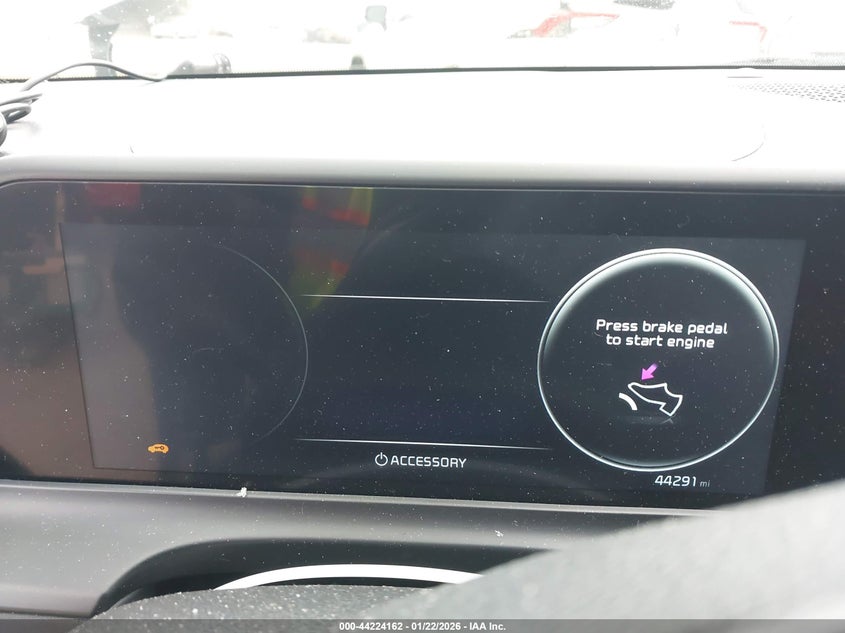 Press brake pedal
to start engine
ACCESSORY
44291 mi
000-44224162 - 01/22/2026 - IAA Inc.